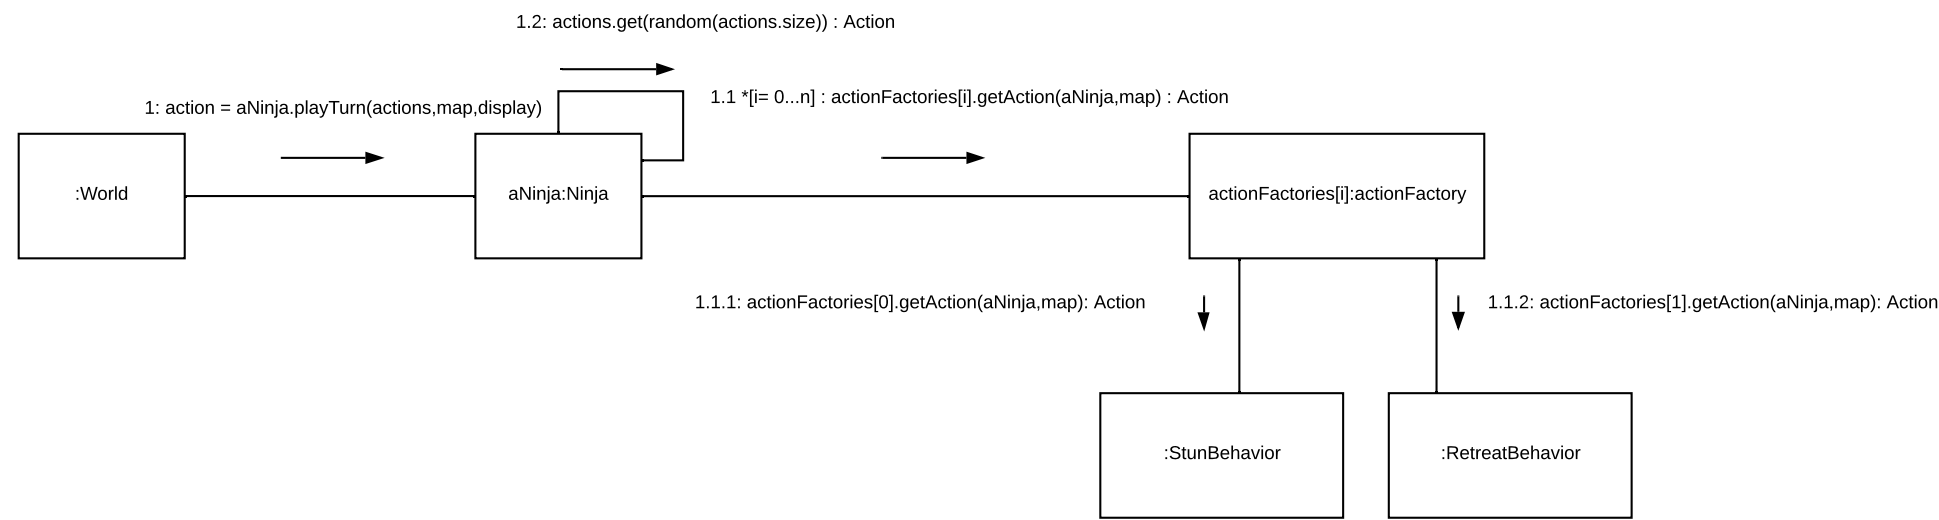 1.2: actions.get(random(actions.size)) : Action
1: action = aNinja.playTurn(actions,map,display)
1.1 *[i= 0...n] : actionFactories[i].getAction(aNinja,map) : Action
:World
aNinja:Ninja
actionFactories[i]:actionFactory
1.1.1: actionFactories[0].getAction(aNinja,map): Action
1.1.2: actionFactories[1].getAction(aNinja,map): Action
:StunBehavior
:RetreatBehavior